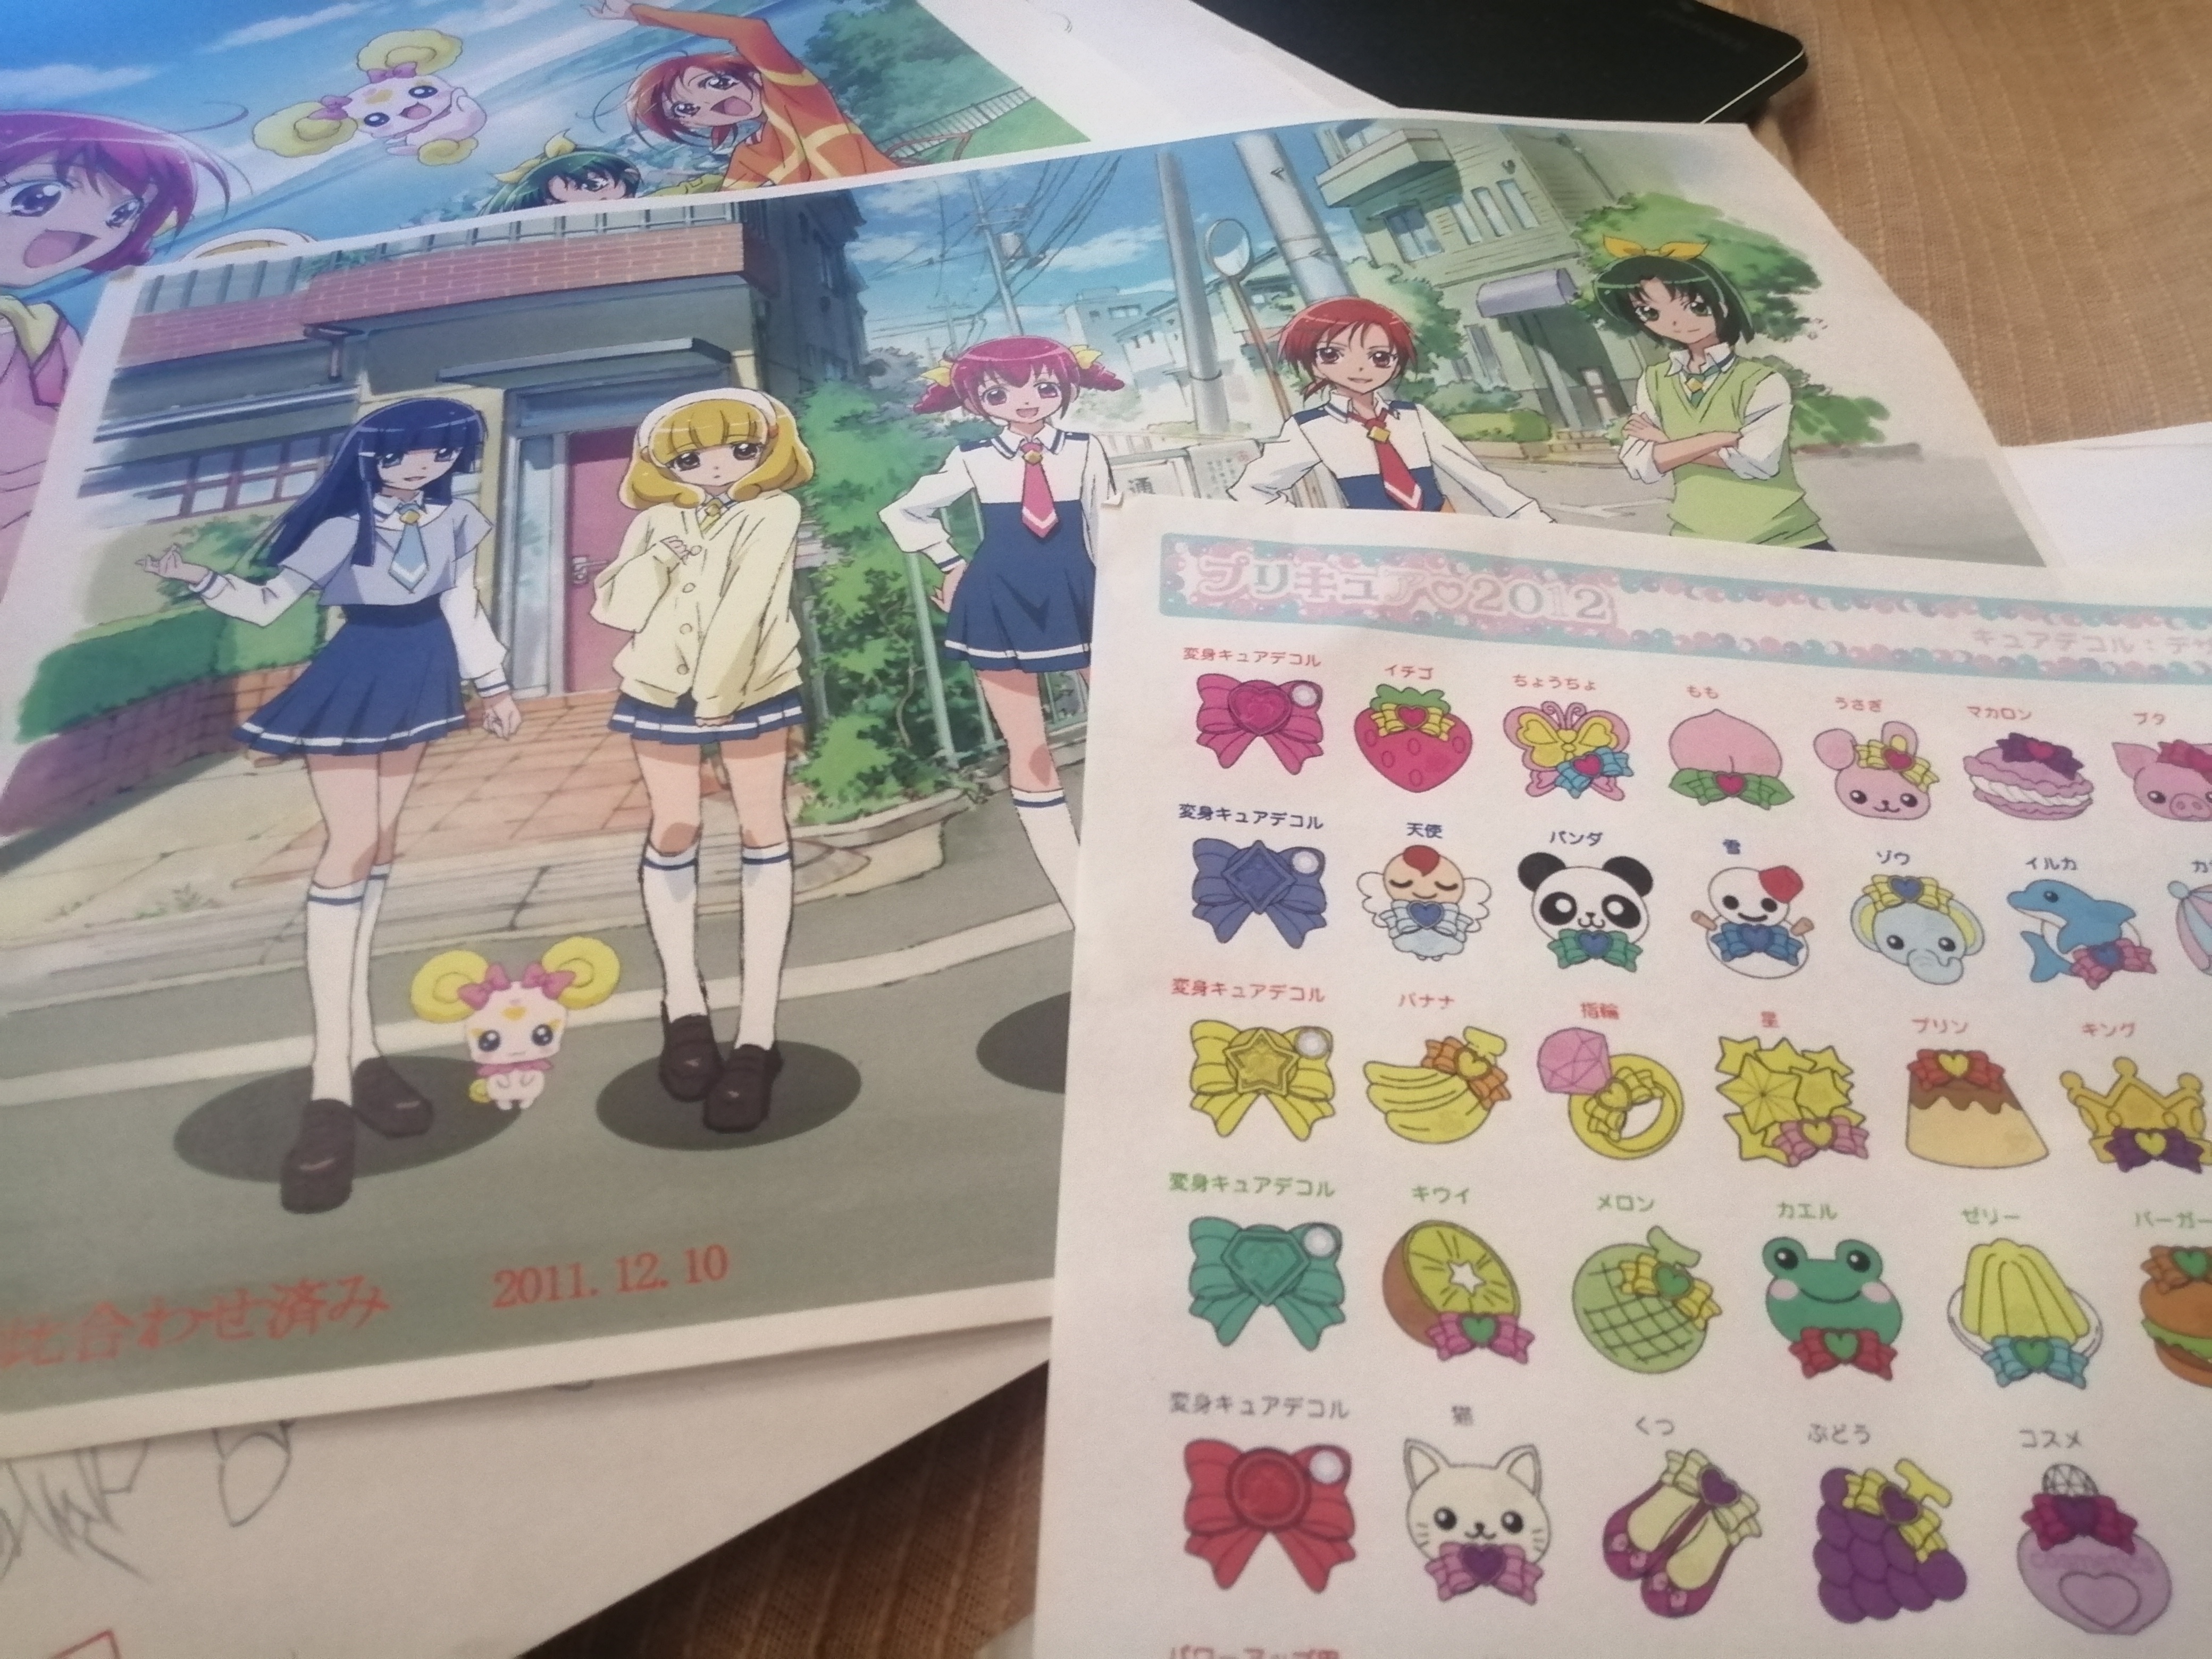 通
プリキュア♡2012
キュアデコル：デザ
変身キュアデコル
イチゴ
ちょうちょ
もも
うさぎ
マカロン
ブタ
変身キュアデコル
天使
パンダ
雪
ゾウ
イルカ
変身キュアデコル
バナナ
指輪
星
プリン
キング
変身キュアデコル
キウイ
メロン
カエル
ゼリー
バーガー
変身キュアデコル
猫
くつ
ぶどう
コスメ
合わせ済み 2011.12.10